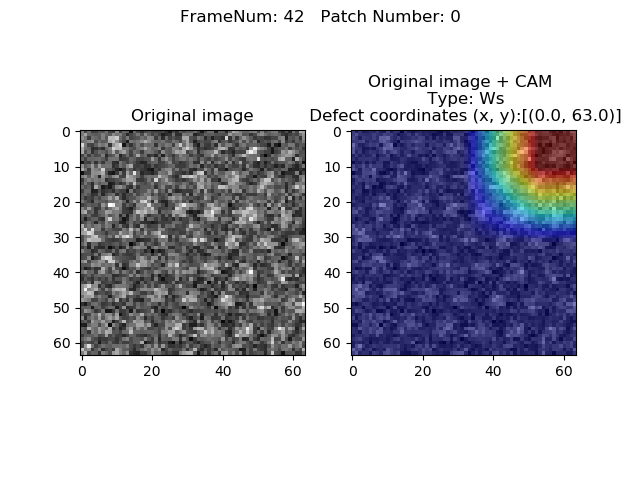 FrameNum: 42   Patch Number: 0
Original image
Original image + CAM
Type: Ws
Defect coordinates (x, y):[(0.0, 63.0)]
0
10
20
30
40
50
60
0 20 40 60
0
10
20
30
40
50
60
0 20 40 60